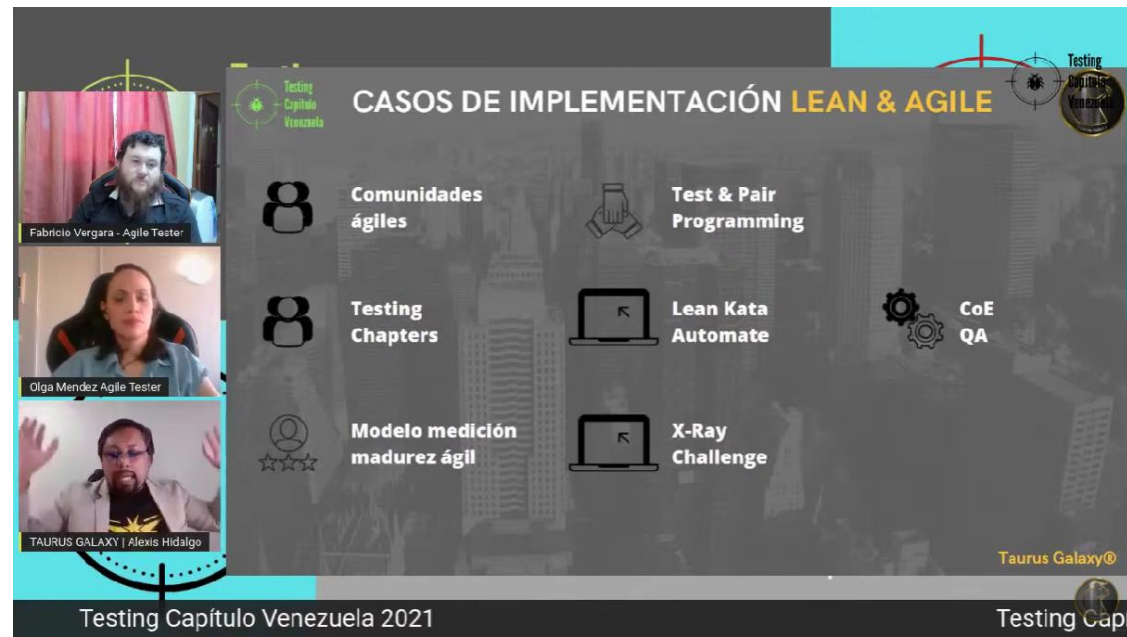 Testing
Capítulo
Venezuela
CASOS DE IMPLEMENTACIÓN LEAN & AGILE
Testing
Capítulo
Venezuela
Comunidades
ágiles
Test & Pair
Programming
Testing
Chapters
Lean Kata
Automate
CoE
QA
Modelo medición
madurez ágil
X-Ray
Challenge
Fabricio Vergara - Agile Tester
Olga Mendez Agile Tester
TAURUS GALAXY | Alexis Hidalgo
Taurus Galaxy®
Testing Capítulo Venezuela 2021
Testing Cap